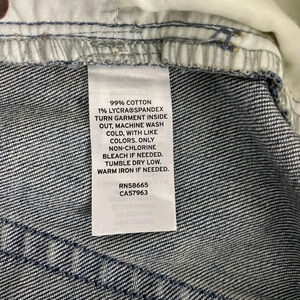 99% COTTON
1% LYCRA®SPANDEX
TURN GARMENT INSIDE
OUT, MACHINE WASH
COLD, WITH LIKE
COLORS. ONLY
NON-CHLORINE
BLEACH IF NEEDED.
TUMBLE DRY LOW.
WARM IRON IF NEEDED.
RN58665
CA57963